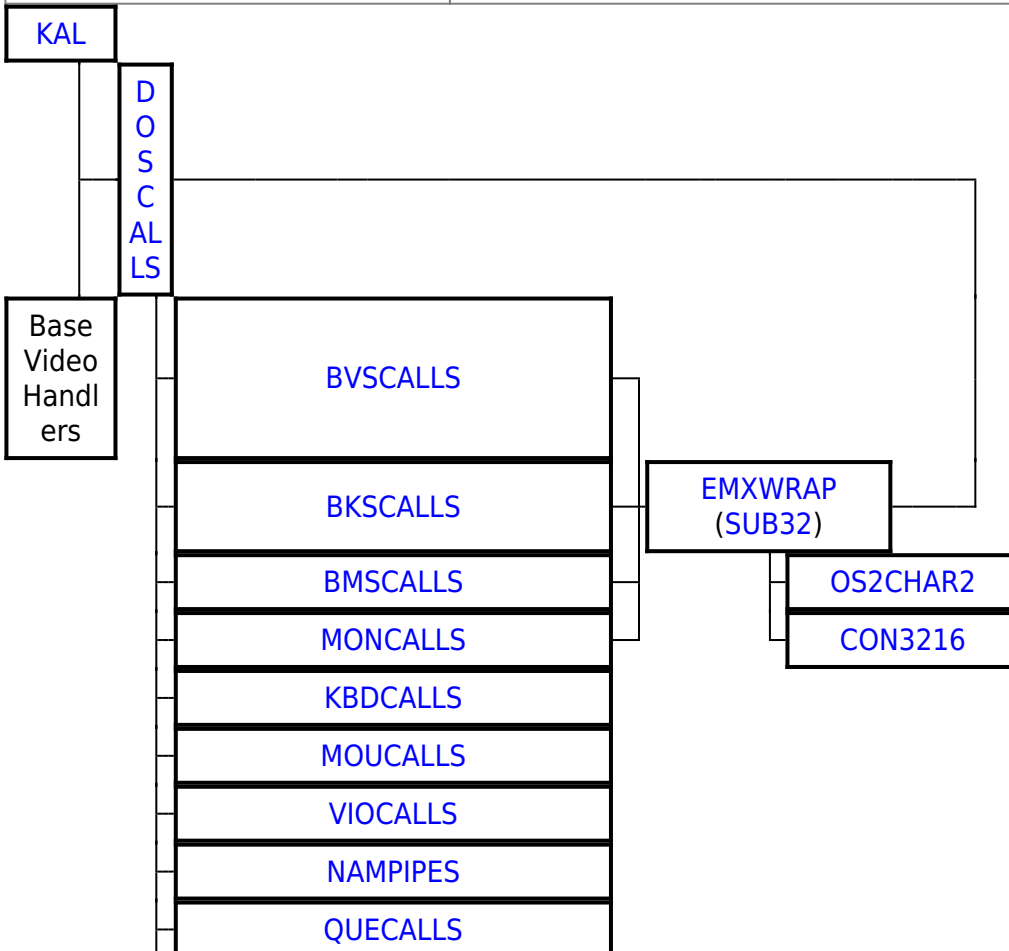 KAL
D
O
S
C
AL
LS
Base
Video
Handl
ers
BVSCALLS
BKSCALLS
EMXWRAP
(SUB32)
BMSCALLS
OS2CHAR2
MONCALLS
CON3216
KBDCALLS
MOUCALLS
VIOCALLS
NAMPIPES
QUECALLS